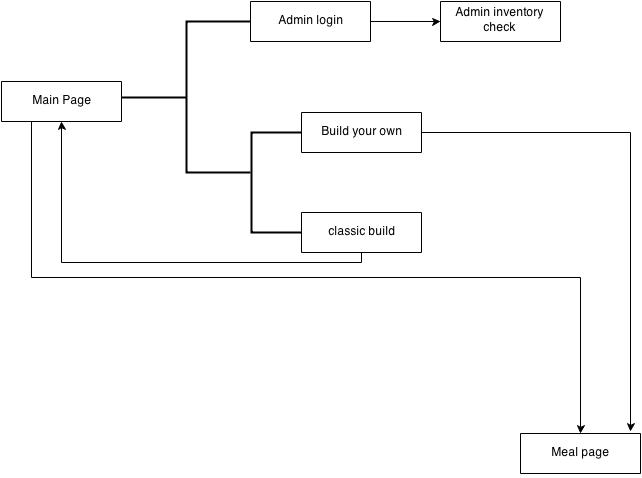 Admin login
Admin inventory
check
Main Page
Build your own
classic build
Meal page